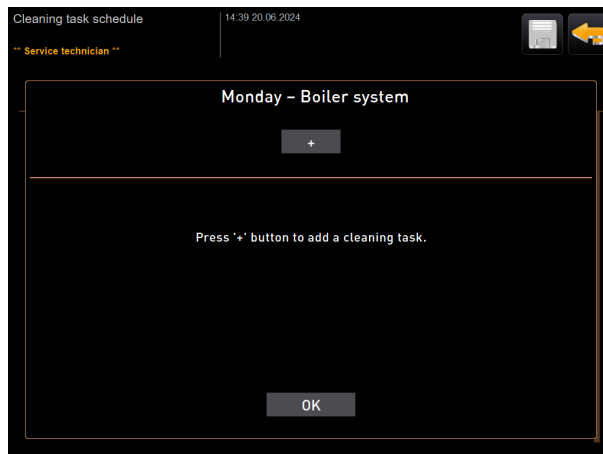 Cleaning task schedule
14:39 20.06.2024
** Service technician **
Monday – Boiler system
+
Press '+' button to add a cleaning task.
OK